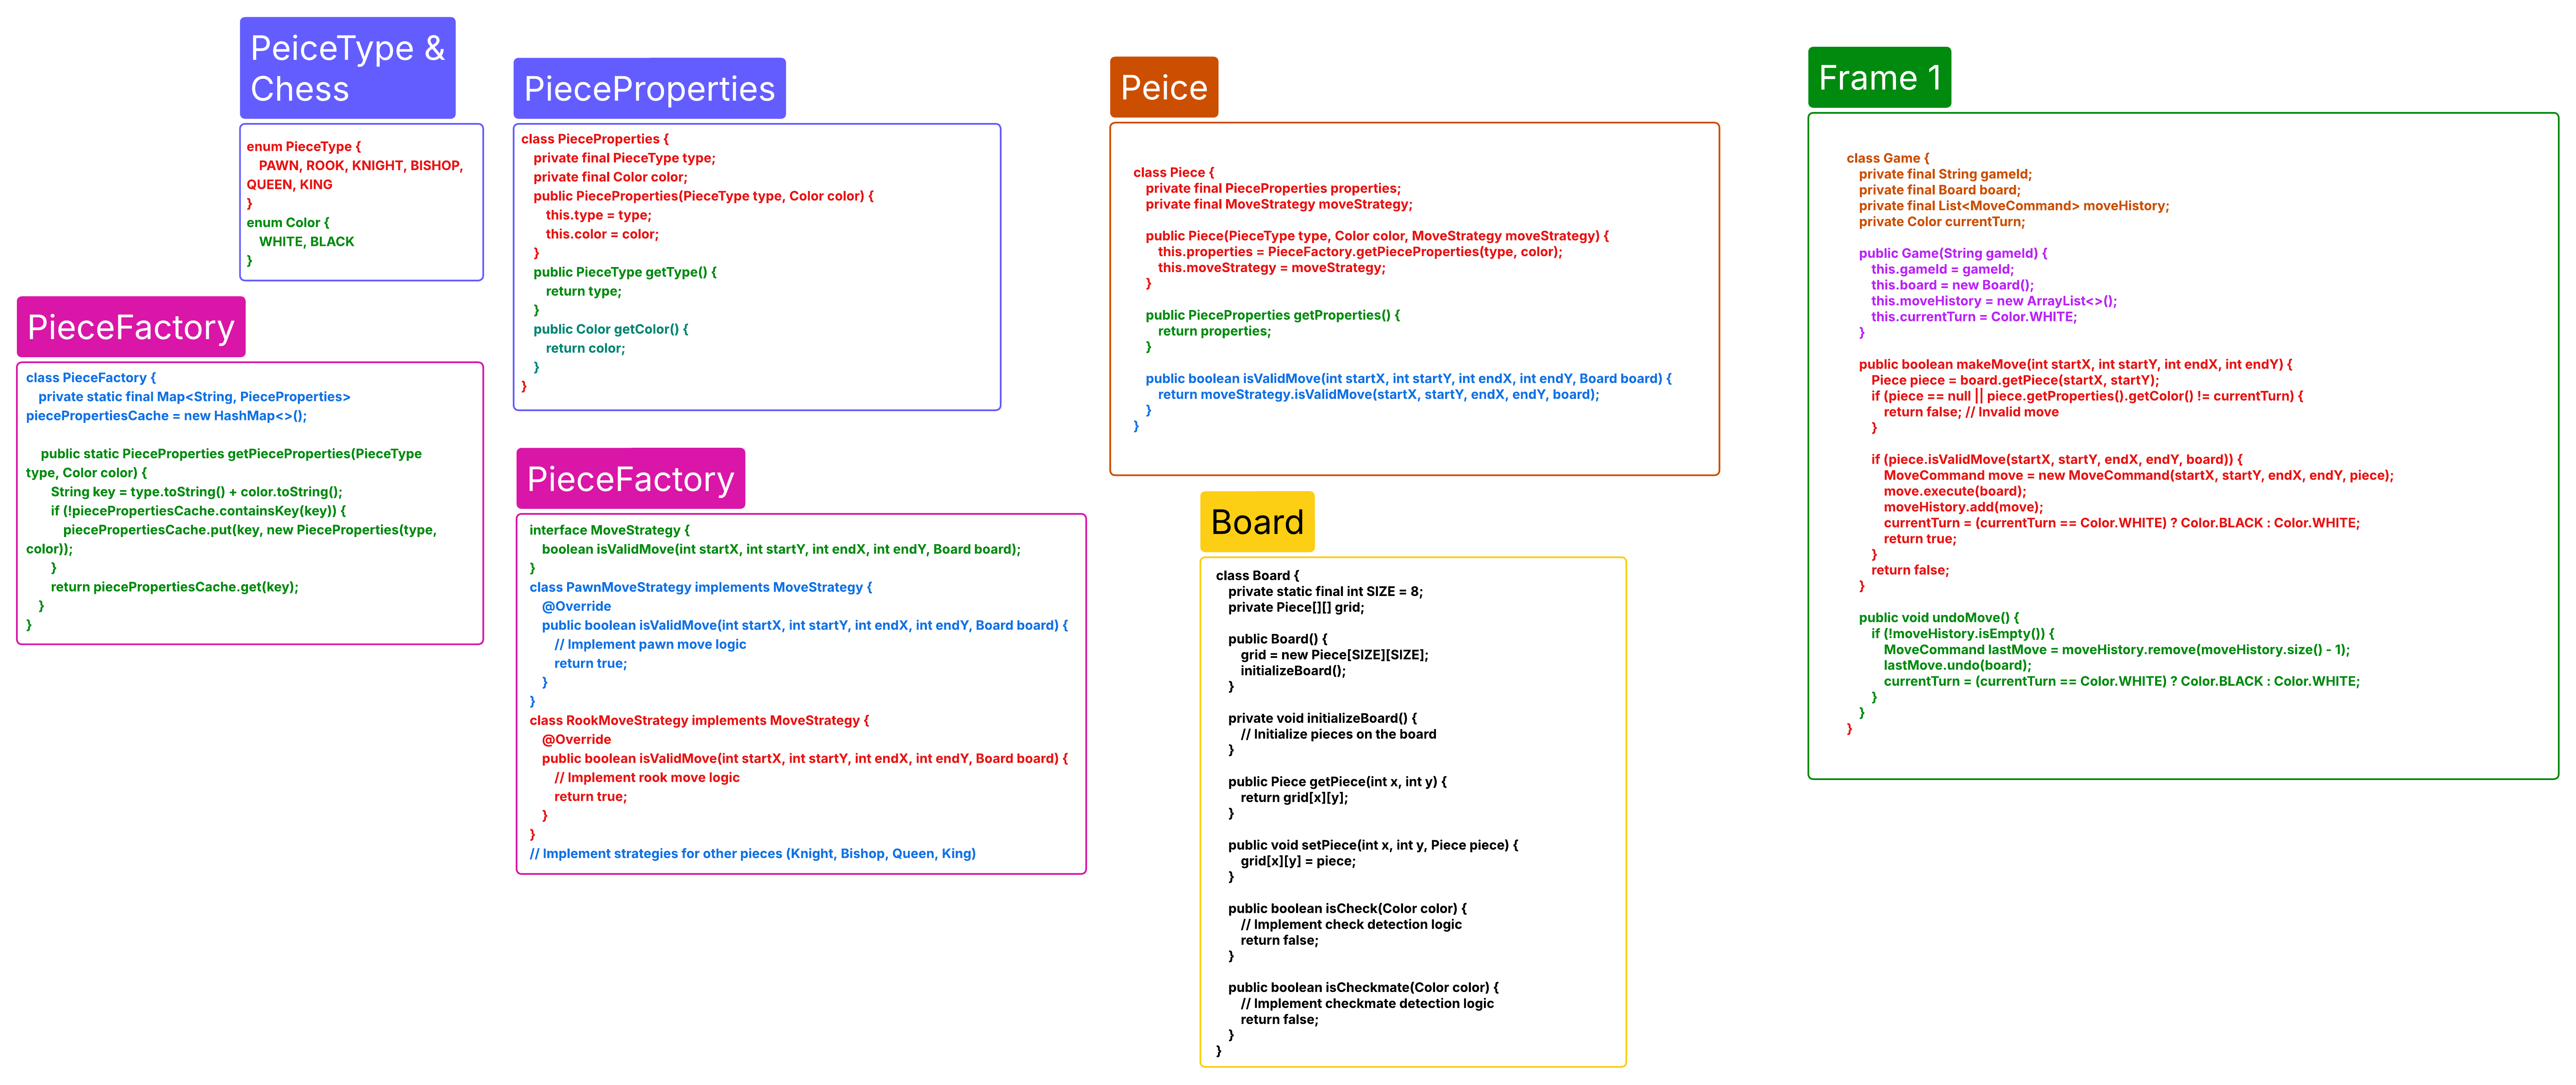 PeiceType &
Chess
enum PieceType {
    PAWN, ROOK, KNIGHT, BISHOP,
QUEEN, KING
}
enum Color {
    WHITE, BLACK
}
PieceFactory
class PieceFactory {
    private static final Map<String, PieceProperties>
piecePropertiesCache = new HashMap<>();
    public static PieceProperties getPieceProperties(PieceType
type, Color color) {
        String key = type.toString() + color.toString();
        if (!piecePropertiesCache.containsKey(key)) {
            piecePropertiesCache.put(key, new PieceProperties(type,
color));
        }
        return piecePropertiesCache.get(key);
    }
}
PieceProperties
class PieceProperties {
    private final PieceType type;
    private final Color color;
    public PieceProperties(PieceType type, Color color) {
        this.type = type;
        this.color = color;
    }
    public PieceType getType() {
        return type;
    }
    public Color getColor() {
        return color;
    }
}
PieceFactory
interface MoveStrategy {
    boolean isValidMove(int startX, int startY, int endX, int endY, Board board);
}
class PawnMoveStrategy implements MoveStrategy {
    @Override
    public boolean isValidMove(int startX, int startY, int endX, int endY, Board board) {
        // Implement pawn move logic
        return true;
    }
}
class RookMoveStrategy implements MoveStrategy {
    @Override
    public boolean isValidMove(int startX, int startY, int endX, int endY, Board board) {
        // Implement rook move logic
        return true;
    }
}
// Implement strategies for other pieces (Knight, Bishop, Queen, King)
Peice
class Piece {
    private final PieceProperties properties;
    private final MoveStrategy moveStrategy;
    public Piece(PieceType type, Color color, MoveStrategy moveStrategy) {
        this.properties = PieceFactory.getPieceProperties(type, color);
        this.moveStrategy = moveStrategy;
    }
    public PieceProperties getProperties() {
        return properties;
    }
    public boolean isValidMove(int startX, int startY, int endX, int endY, Board board) {
        return moveStrategy.isValidMove(startX, startY, endX, endY, board);
    }
}
Board
class Board {
    private static final int SIZE = 8;
    private Piece[][] grid;
    public Board() {
        grid = new Piece[SIZE][SIZE];
        initializeBoard();
    }
    private void initializeBoard() {
        // Initialize pieces on the board
    }
    public Piece getPiece(int x, int y) {
        return grid[x][y];
    }
    public void setPiece(int x, int y, Piece piece) {
        grid[x][y] = piece;
    }
    public boolean isCheck(Color color) {
        // Implement check detection logic
        return false;
    }
    public boolean isCheckmate(Color color) {
        // Implement checkmate detection logic
        return false;
    }
}
Frame 1
class Game {
    private final String gameId;
    private final Board board;
    private final List<MoveCommand> moveHistory;
    private Color currentTurn;
    public Game(String gameId) {
        this.gameId = gameId;
        this.board = new Board();
        this.moveHistory = new ArrayList<>();
        this.currentTurn = Color.WHITE;
    }
    public boolean makeMove(int startX, int startY, int endX, int endY) {
        Piece piece = board.getPiece(startX, startY);
        if (piece == null || piece.getProperties().getColor() != currentTurn) {
            return false; // Invalid move
        }
        if (piece.isValidMove(startX, startY, endX, endY, board)) {
            MoveCommand move = new MoveCommand(startX, startY, endX, endY, piece);
            move.execute(board);
            moveHistory.add(move);
            currentTurn = (currentTurn == Color.WHITE) ? Color.BLACK : Color.WHITE;
            return true;
        }
        return false;
    }
    public void undoMove() {
        if (!moveHistory.isEmpty()) {
            MoveCommand lastMove = moveHistory.remove(moveHistory.size() - 1);
            lastMove.undo(board);
            currentTurn = (currentTurn == Color.WHITE) ? Color.BLACK : Color.WHITE;
        }
    }
}